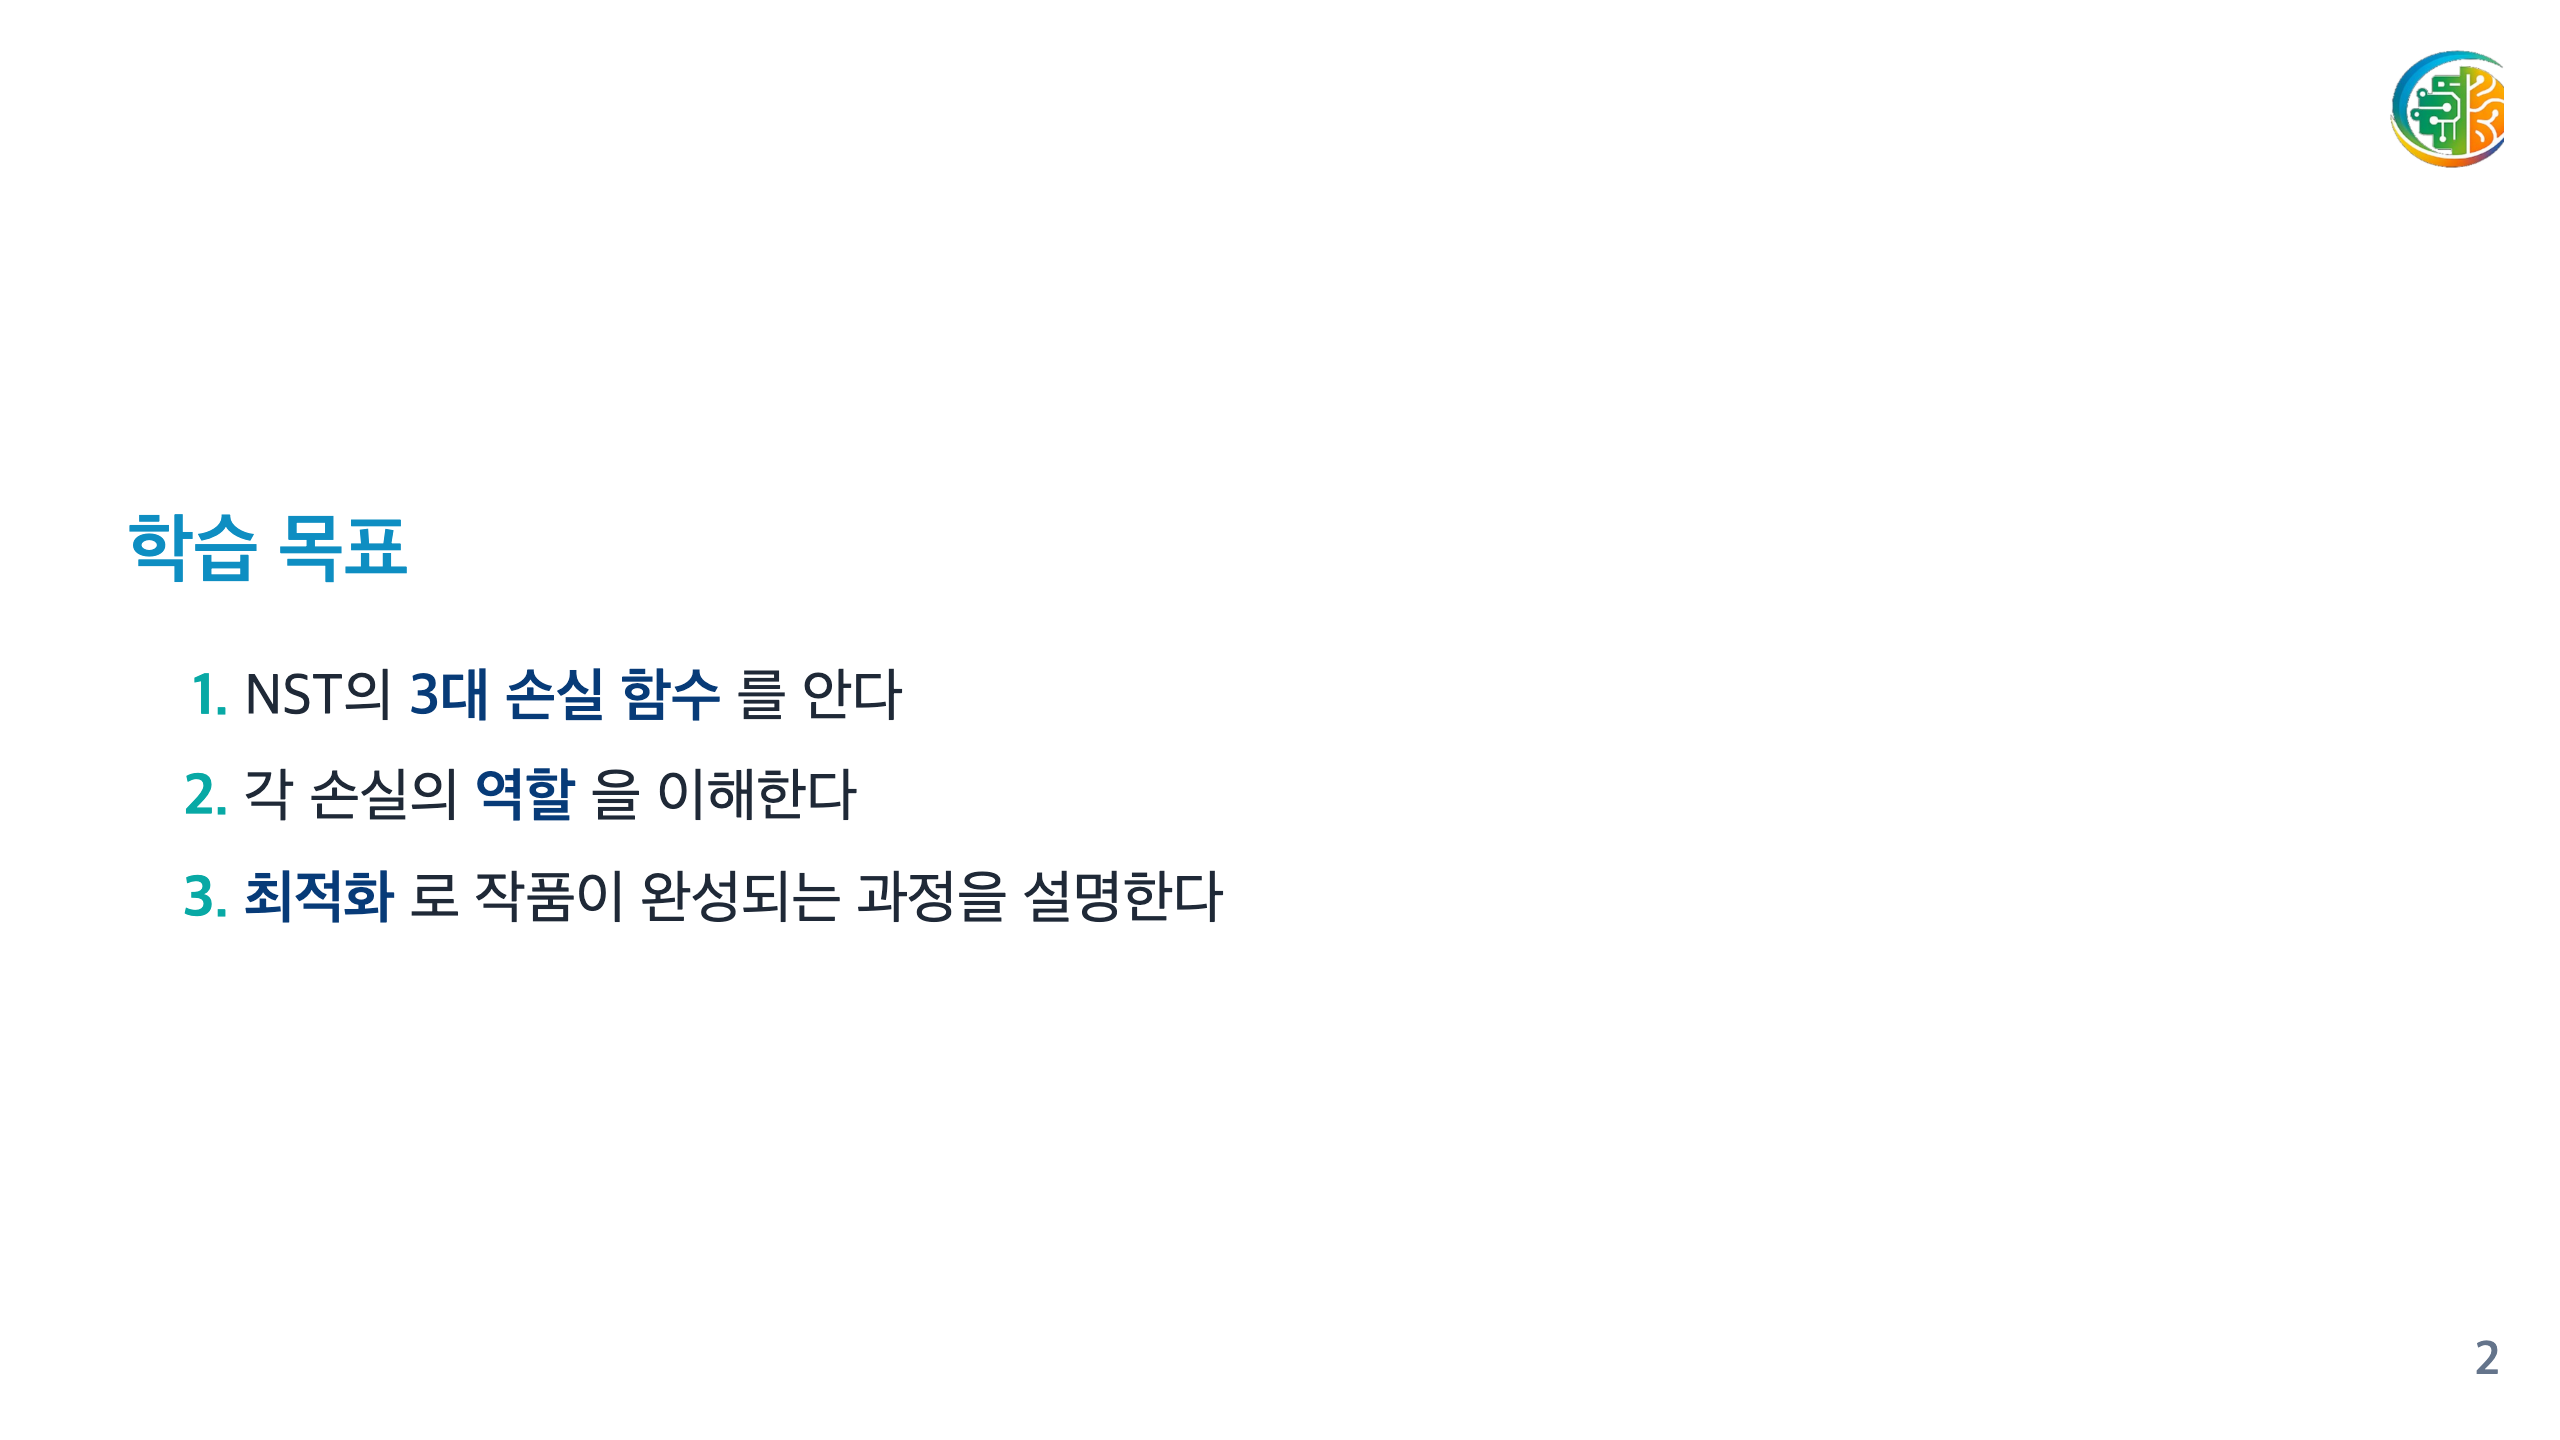 학습 목표
1. NST의 3대 손실 함수 를 안다
2. 각 손실의 역할 을 이해한다
3. 최적화 로 작품이 완성되는 과정을 설명한다
2